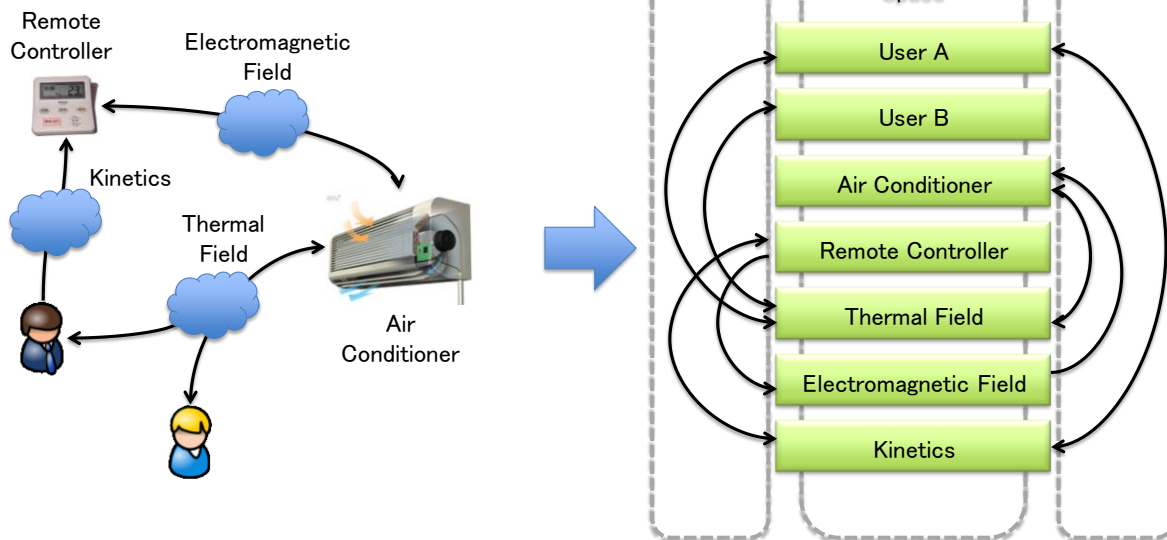 Remote
Controller
Electromagnetic
Field
Kinetics
Thermal
Field
Air
Conditioner
User A
User B
Air Conditioner
Remote Controller
Thermal Field
Electromagnetic Field
Kinetics